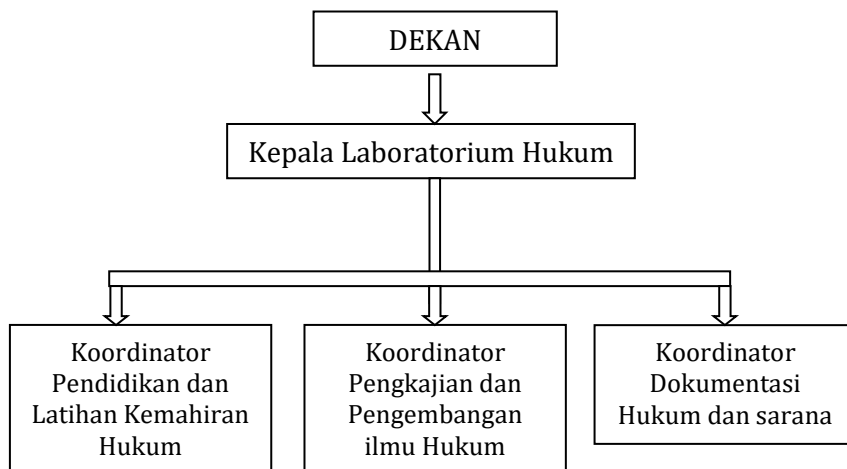 DEKAN
Kepala Laboratorium Hukum
Koordinator
Pendidikan dan
Latihan Kemahiran
Hukum
Koordinator
Pengkajian dan
Pengembangan
ilmu Hukum
Koordinator
Dokumentasi
Hukum dan sarana